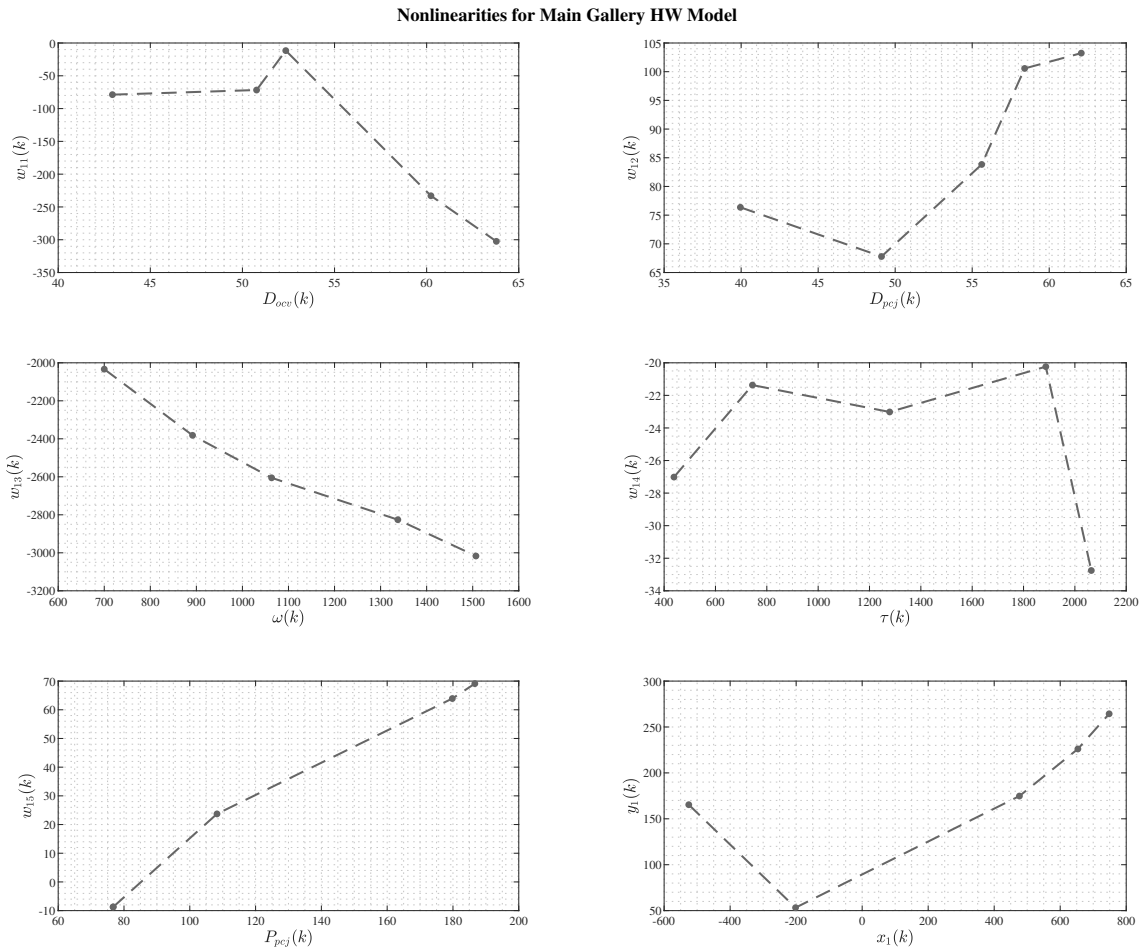 Nonlinearities for Main Gallery HW Model
0
-50
-100
-150
-200
-250
-300
-350
w₁₁(k)
40 45 50 55 60 65
D_ocv(k)
105
100
95
90
85
80
75
70
65
w₁₂(k)
35 40 45 50 55 60 65
D_pcj(k)
-2000
-2200
-2400
-2600
-2800
-3000
-3200
w₁₃(k)
600 700 800 900 1000 1100 1200 1300 1400 1500 1600
ω(k)
-20
-22
-24
-26
-28
-30
-32
-34
w₁₄(k)
400 600 800 1000 1200 1400 1600 1800 2000 2200
τ(k)
70
60
50
40
30
20
10
0
-10
w₁₅(k)
60 80 100 120 140 160 180 200
P_pcj(k)
300
250
200
150
100
50
y₁(k)
-600 -400 -200 0 200 400 600 800
x₁(k)